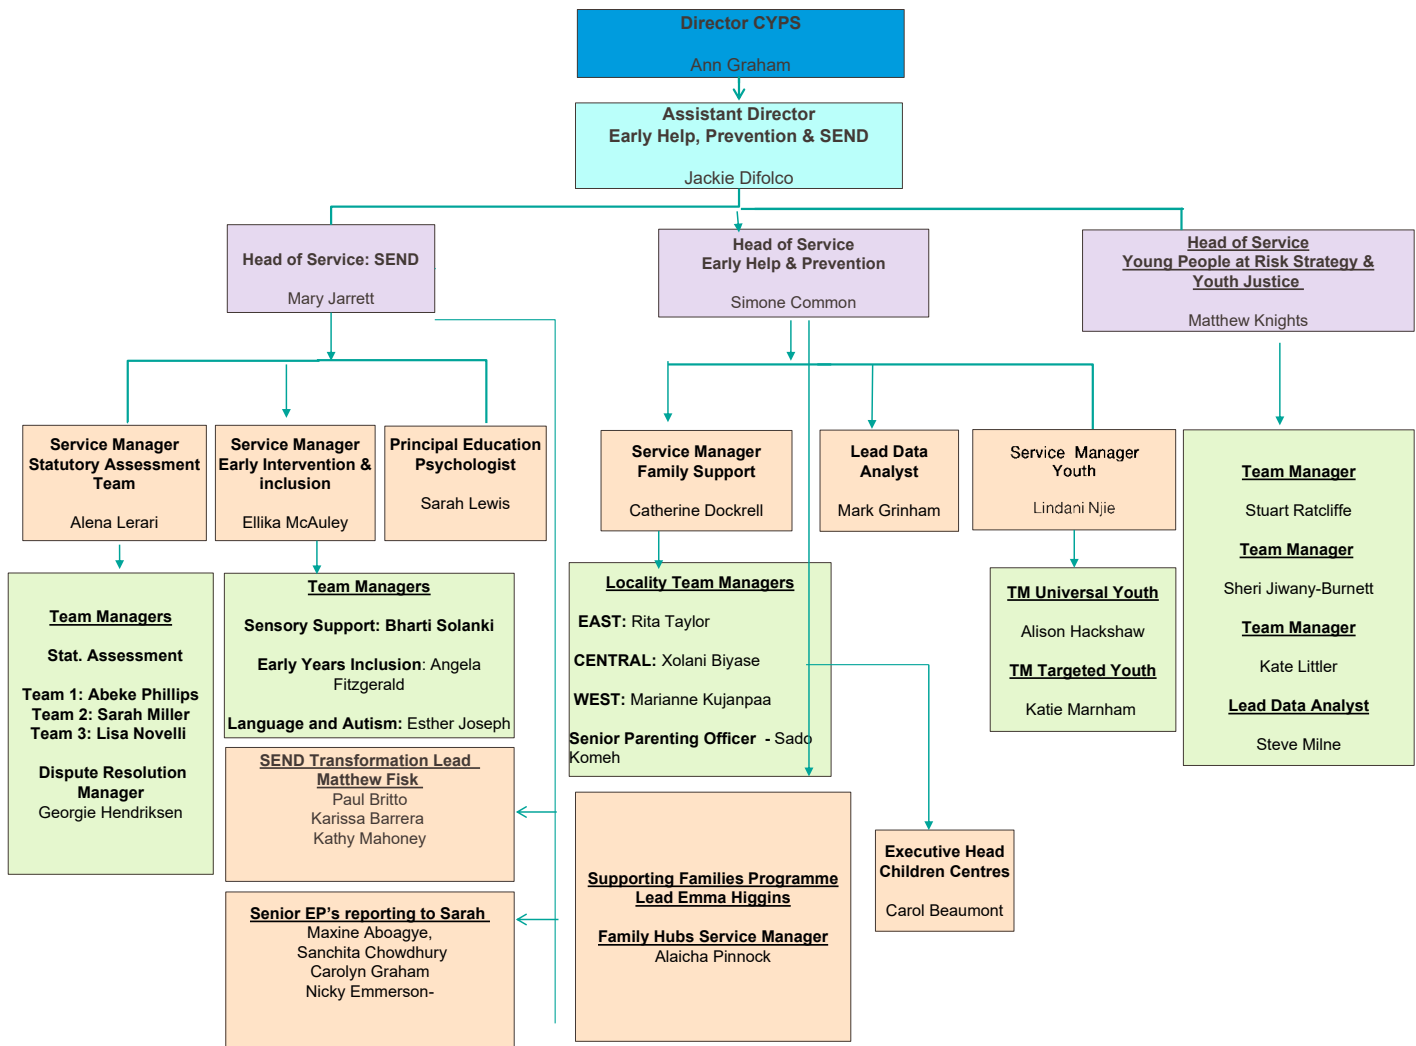 Director CYPS
Ann Graham
Assistant Director
Early Help, Prevention & SEND
Jackie Difolco
Head of Service: SEND
Mary Jarrett
Head of Service
Early Help & Prevention
Simone Common
Head of Service
Young People at Risk Strategy &
Youth Justice
Matthew Knights
Service Manager
Statutory Assessment
Team
Alena Lerari
Service Manager
Early Intervention &
inclusion
Ellika McAuley
Principal Education
Psychologist
Sarah Lewis
Service Manager
Family Support
Catherine Dockrell
Lead Data
Analyst
Mark Grinham
Service Manager
Youth
Lindani Njie
Team Manager
Stuart Ratcliffe
Team Manager
Sheri Jiwany-Burnett
Team Manager
Kate Littler
Lead Data Analyst
Steve Milne
Team Managers
Stat. Assessment
Team 1: Abeke Phillips
Team 2: Sarah Miller
Team 3: Lisa Novelli
Dispute Resolution
Manager
Georgie Hendriksen
Team Managers
Sensory Support: Bharti Solanki
Early Years Inclusion: Angela
Fitzgerald
Language and Autism: Esther Joseph
Locality Team Managers
EAST: Rita Taylor
CENTRAL: Xolani Biyase
WEST: Marianne Kujanpaa
Senior Parenting Officer - Sado
Komeh
TM Universal Youth
Alison Hackshaw
TM Targeted Youth
Katie Marnham
SEND Transformation Lead
Matthew Fisk
Paul Britto
Karissa Barrera
Kathy Mahoney
Senior EP's reporting to Sarah
Maxine Aboagye,
Sanchita Chowdhury
Carolyn Graham
Nicky Emmerson-
Supporting Families Programme
Lead Emma Higgins
Family Hubs Service Manager
Alaicha Pinnock
Executive Head
Children Centres
Carol Beaumont